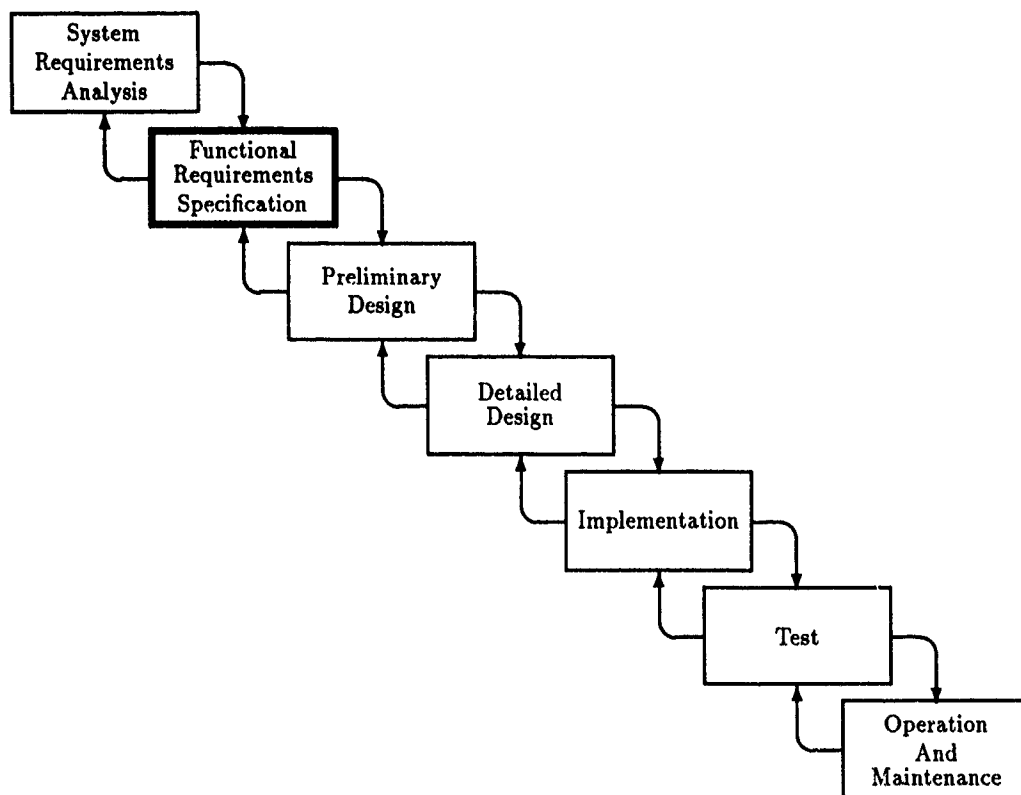 System
Requirements
Analysis
Functional
Requirements
Specification
Preliminary
Design
Detailed
Design
Implementation
Test
Operation
And
Maintenance